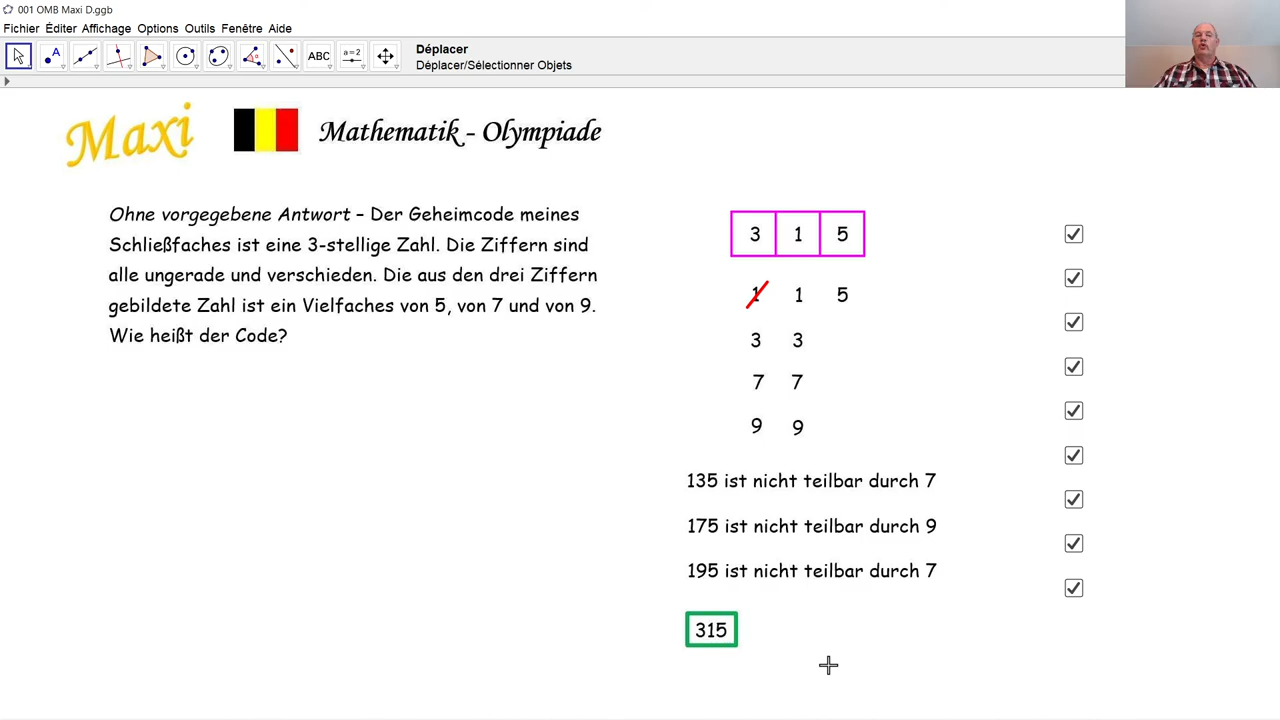 001 OMB Maxi D.ggb
Fichier Éditer Affichage Options Outils Fenêtre Aide
A
ABC
a=2
Déplacer
Déplacer/Sélectionner Objets
Maxi
Mathematik - Olympiade
Ohne vorgegebene Antwort – Der Geheimcode meines
Schließfaches ist eine 3-stellige Zahl. Die Ziffern sind
alle ungerade und verschieden. Die aus den drei Ziffern
gebildete Zahl ist ein Vielfaches von 5, von 7 und von 9.
Wie heißt der Code?
3 1 5
1 1 5
3 3
7 7
9 9
135 ist nicht teilbar durch 7
175 ist nicht teilbar durch 9
195 ist nicht teilbar durch 7
315